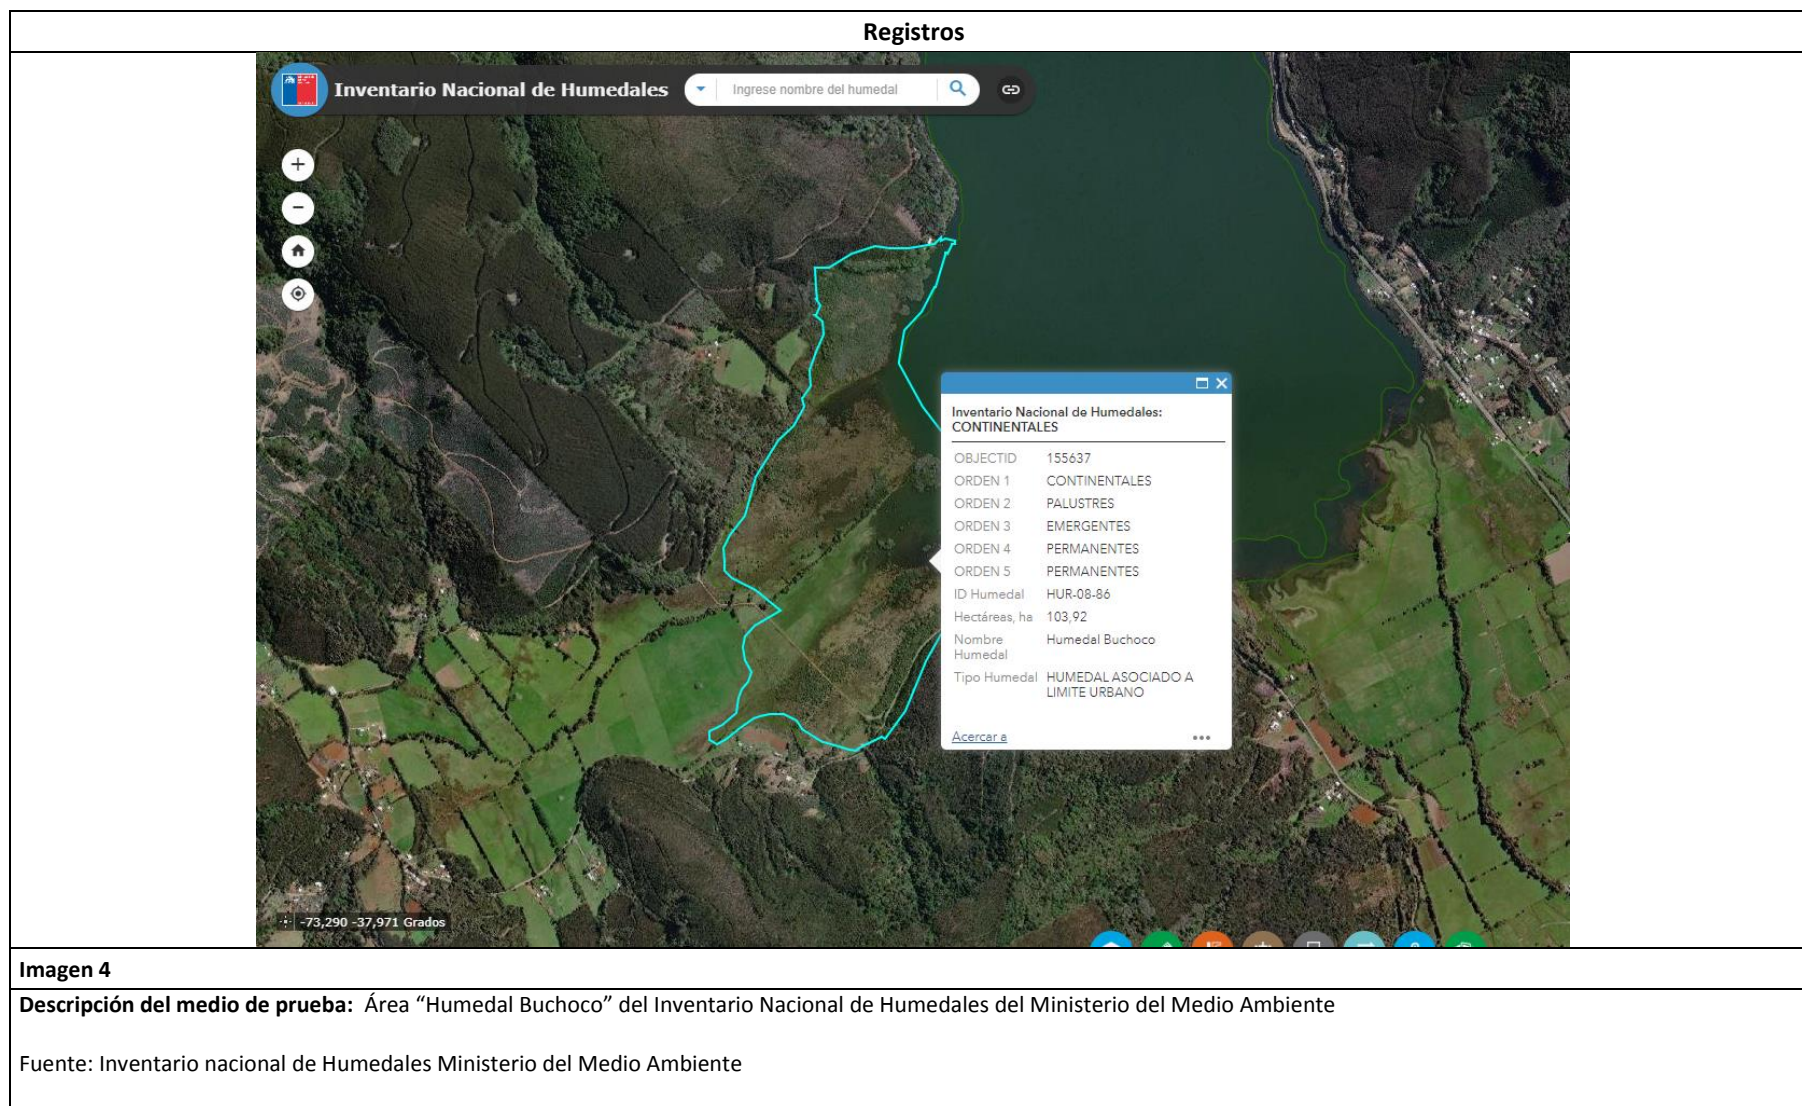 Registros
Inventario Nacional de Humedales
Ingrese nombre del humedal
Inventario Nacional de Humedales:
CONTINENTALES
OBJECTID 155637
ORDEN 1 CONTINENTALES
ORDEN 2 PALUSTRES
ORDEN 3 EMERGENTES
ORDEN 4 PERMANENTES
ORDEN 5 PERMANENTES
ID Humedal HUR-08-86
Hectáreas, ha 103,92
Nombre Humedal Buchoco
Humedal
Tipo Humedal HUMEDAL ASOCIADO A
LIMITE URBANO
Acercar a
-73,290 -37,971 Grados
Imagen 4
Descripción del medio de prueba: Área “Humedal Buchoco” del Inventario Nacional de Humedales del Ministerio del Medio Ambiente
Fuente: Inventario nacional de Humedales Ministerio del Medio Ambiente